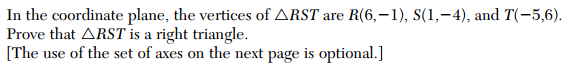 In the coordinate plane, the vertices of △RST are R(6,−1), S(1,−4), and T(−5,6).
Prove that △RST is a right triangle.
[The use of the set of axes on the next page is optional.]